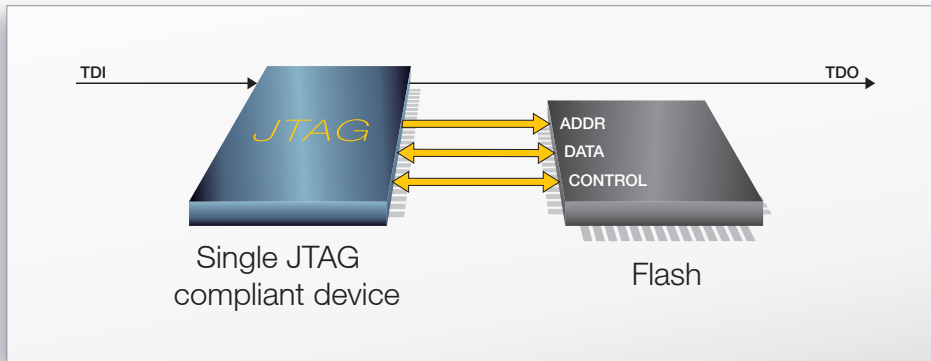 TDI
TDO
JTAG
ADDR
DATA
CONTROL
Single JTAG
compliant device
Flash